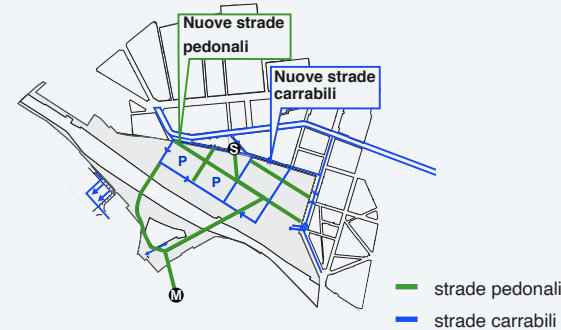 Nuove strade
pedonali
Nuove strade
carrabili
S
P
P
M
strade pedonali
strade carrabili